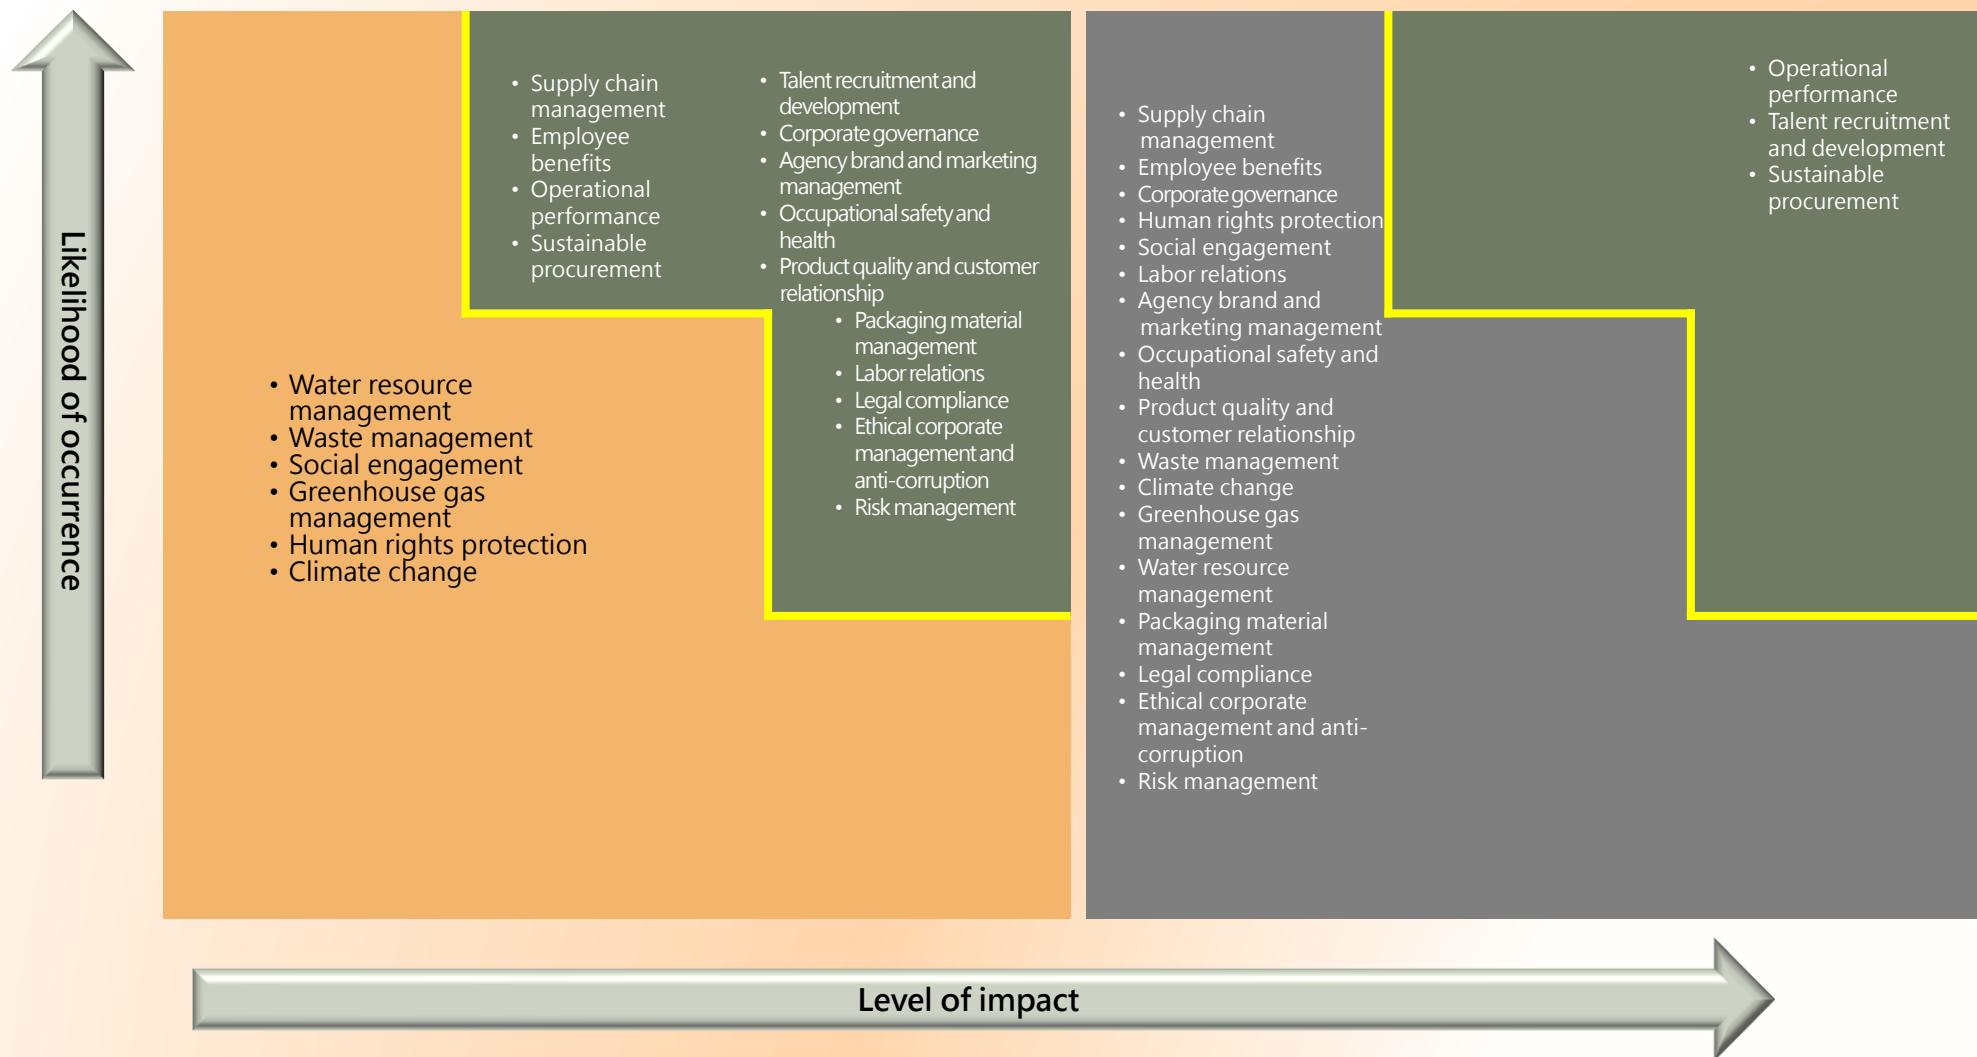 Likelihood of occurrence
• Supply chain
management
• Employee
benefits
• Operational
performance
• Sustainable
procurement
• Talent recruitment and
development
• Corporate governance
• Agency brand and marketing
management
• Occupational safety and
health
• Product quality and customer
relationship
• Packaging material
management
• Labor relations
• Legal compliance
• Ethical corporate
management and
anti-corruption
• Risk management
• Water resource
management
• Waste management
• Social engagement
• Greenhouse gas
management
• Human rights protection
• Climate change
• Supply chain
management
• Employee benefits
• Corporate governance
• Human rights protection
• Social engagement
• Labor relations
• Agency brand and
marketing management
• Occupational safety and
health
• Product quality and
customer relationship
• Waste management
• Climate change
• Greenhouse gas
management
• Water resource
management
• Packaging material
management
• Legal compliance
• Ethical corporate
management and anti-
corruption
• Risk management
• Operational
performance
• Talent recruitment
and development
• Sustainable
procurement
Level of impact